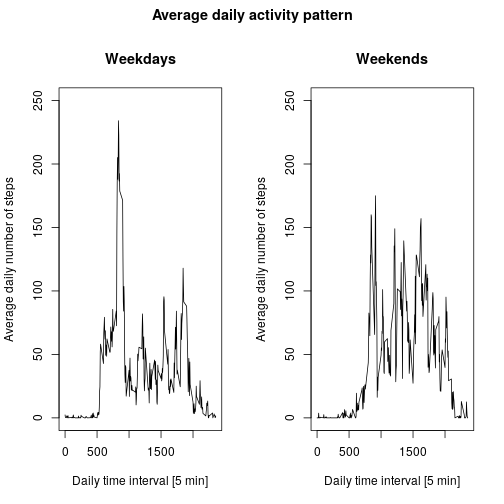 Average daily activity pattern
Weekdays
Weekends
Average daily number of steps
250
200
150
100
50
0
0 500 1500
Daily time interval [5 min]
Average daily number of steps
250
200
150
100
50
0
0 500 1500
Daily time interval [5 min]